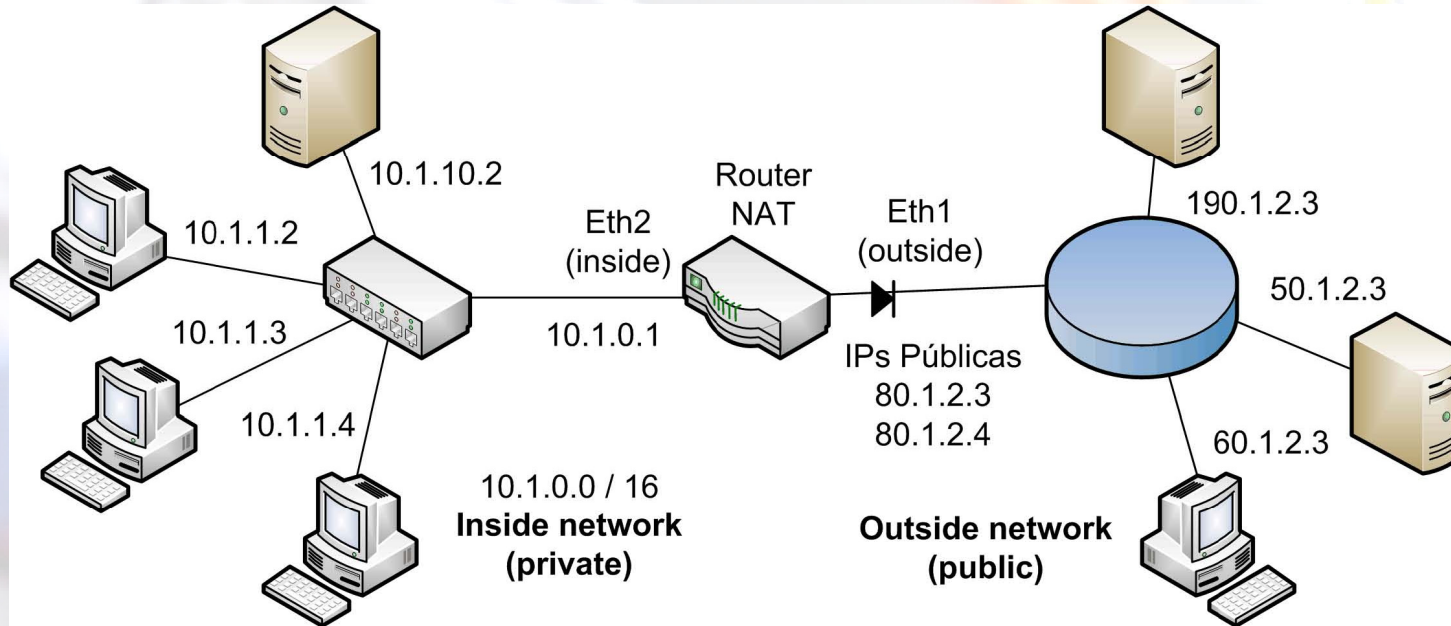 10.1.10.2
10.1.1.2
10.1.1.3
10.1.1.4
10.1.0.0 / 16
Inside network
(private)
Eth2
(inside)
10.1.0.1
Router
NAT
Eth1
(outside)
IPs Públicas
80.1.2.3
80.1.2.4
190.1.2.3
50.1.2.3
60.1.2.3
Outside network
(public)